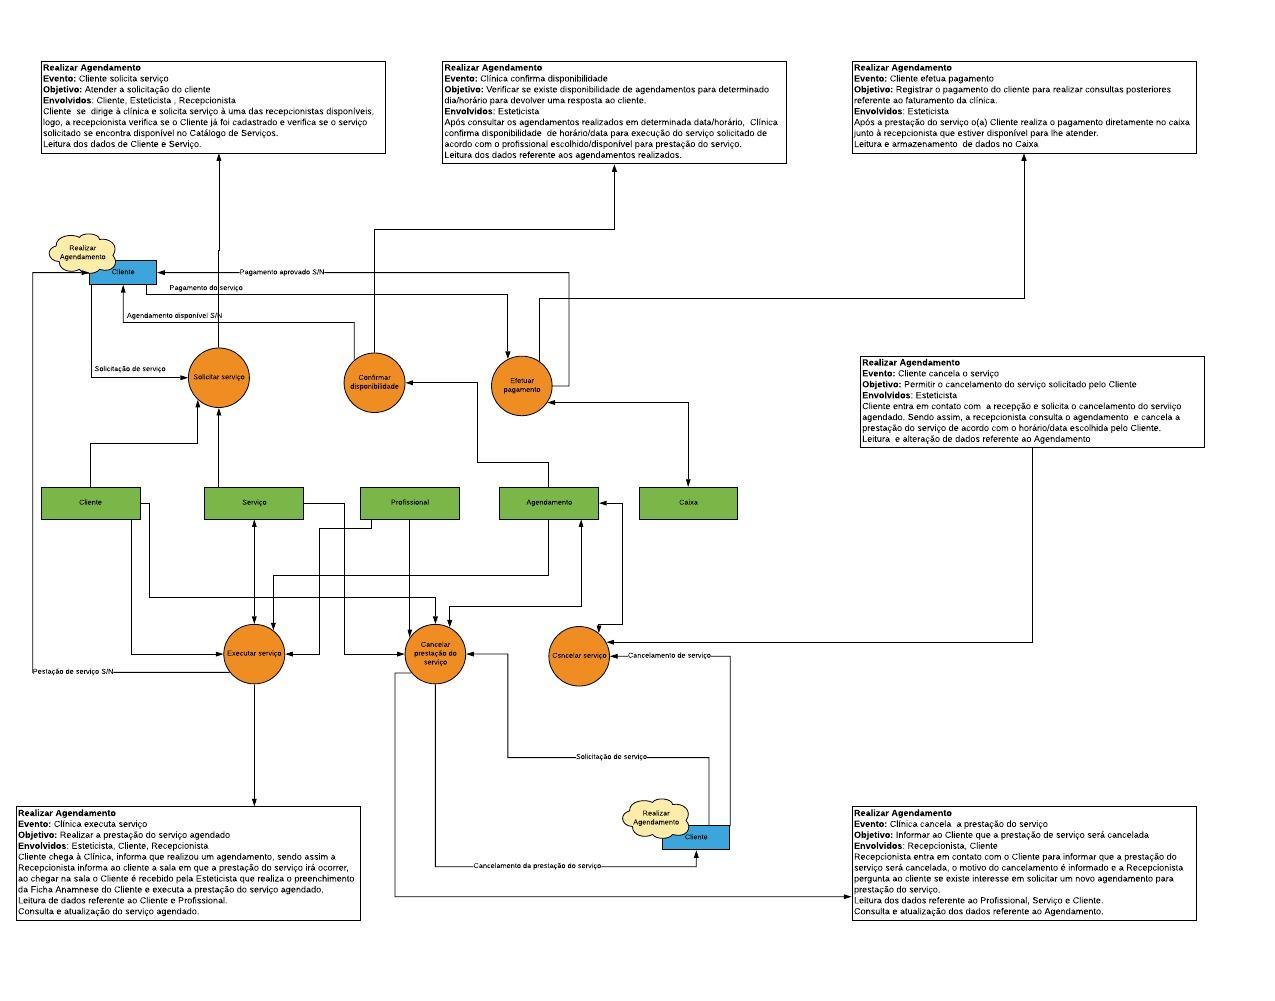 Realizar Agendamento
Evento: Cliente solicita serviço
Objetivo: Atender a solicitação do cliente
Envolvidos: Cliente, Esteticista , Recepcionista
Cliente se dirige à clínica e solicita serviço à uma das recepcionistas disponíveis,
logo, a recepcionista verifica se o Cliente já foi cadastrado e verifica se o serviço
solicitado se encontra disponível no Catálogo de Serviços.
Leitura dos dados de Cliente e Serviço.
Realizar Agendamento
Evento: Clínica confirma disponibilidade
Objetivo: Verificar se existe disponibilidade de agendamentos para determinado
dia/horário para devolver uma resposta ao cliente.
Envolvidos: Esteticista
Após consultar os agendamentos realizados em determinada data/horário, Clínica
confirma disponibilidade de horário/data para execução do serviço solicitado de
acordo com o profissional escolhido/disponível para prestação do serviço.
Leitura dos dados referente aos agendamentos realizados.
Realizar Agendamento
Evento: Cliente efetua pagamento
Objetivo: Registrar o pagamento do cliente para realizar consultas posteriores
referente ao faturamento da clínica.
Envolvidos: Esteticista
Após a prestação do serviço o(a) Cliente realiza o pagamento diretamente no caixa
junto à recepcionista que estiver disponível para lhe atender.
Leitura e armazenamento de dados no Caixa
Realizar
Agendamento
Cliente
Pagamento aprovado S/N
Pagamento do serviço
Agendamento disponível S/N
Solicitação de serviço
Solicitar serviço
Confirmar
disponibilidade
Efetuar
pagamento
Realizar Agendamento
Evento: Cliente cancela o serviço
Objetivo: Permitir o cancelamento do serviço solicitado pelo Cliente
Envolvidos: Esteticista
Cliente entra em contato com a recepção e solicita o cancelamento do serviiço
agendado. Sendo assim, a recepcionista consulta o agendamento e cancela a
prestação do serviço de acordo com o horário/data escolhida pelo Cliente.
Leitura e alteração de dados referente ao Agendamento
Cliente
Serviço
Profissional
Agendamento
Caixa
Executar serviço
Cancelar
prestação do
serviço
Csncelar serviço
Cancelamento de serviço
Pestação de serviço S/N
Solicitação de serviço
Realizar
Agendamento
Cliente
Cancelamento da prestação do serviço
Realizar Agendamento
Evento: Clínica executa serviço
Objetivo: Realizar a prestação do serviço agendado
Envolvidos: Esteticista, Cliente, Recepcionista
Cliente chega à Clínica, informa que realizou um agendamento, sendo assim a
Recepcionista informa ao cliente a sala em que a prestação do serviço irá ocorrer,
ao chegar na sala o Cliente é recebido pela Esteticista que realiza o preenchimento
da Ficha Anamnese do Cliente e executa a prestação do serviço agendado.
Leitura de dados referente ao Cliente e Profissional.
Consulta e atualização do serviço agendado.
Realizar Agendamento
Evento: Clínica cancela a prestação do serviço
Objetivo: Informar ao Cliente que a prestação de serviço será cancelada
Envolvidos: Recepcionista, Cliente
Recepcionista entra em contato com o Cliente para informar que a prestação do
serviço será cancelada, o motivo do cancelamento é informado e a Recepcionista
pergunta ao cliente se existe interesse em solicitar um novo agendamento para
prestação do serviço.
Leitura dos dados referente ao Profissional, Serviço e Cliente.
Consulta e atualização dos dados referente ao Agendamento.